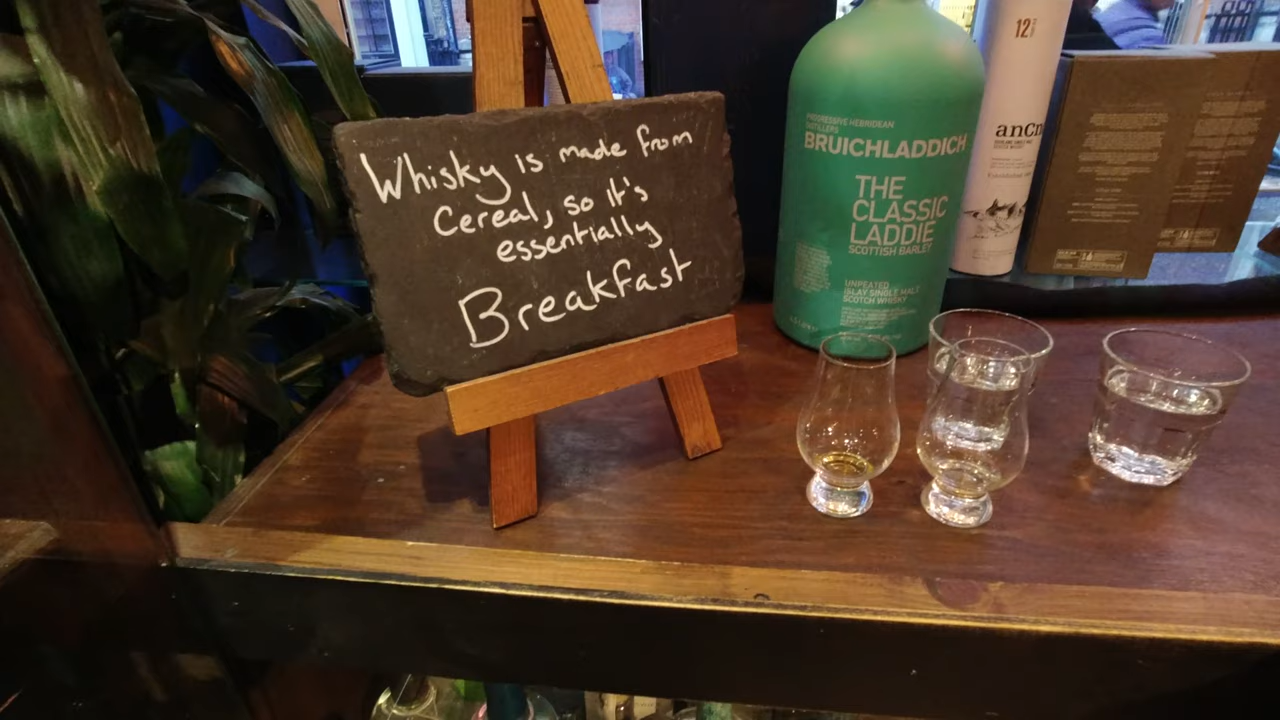 Whisky is made from
Cereal, so it's
essentially
Breakfast
PROGRESSIVE HEBRIDEAN
DISTILLERS
BRUICHLADDICH
THE
CLASSIC
LADDIE
SCOTTISH BARLEY
UNPEATED
ISLAY SINGLE MALT
SCOTCH WHISKY
12
anCn